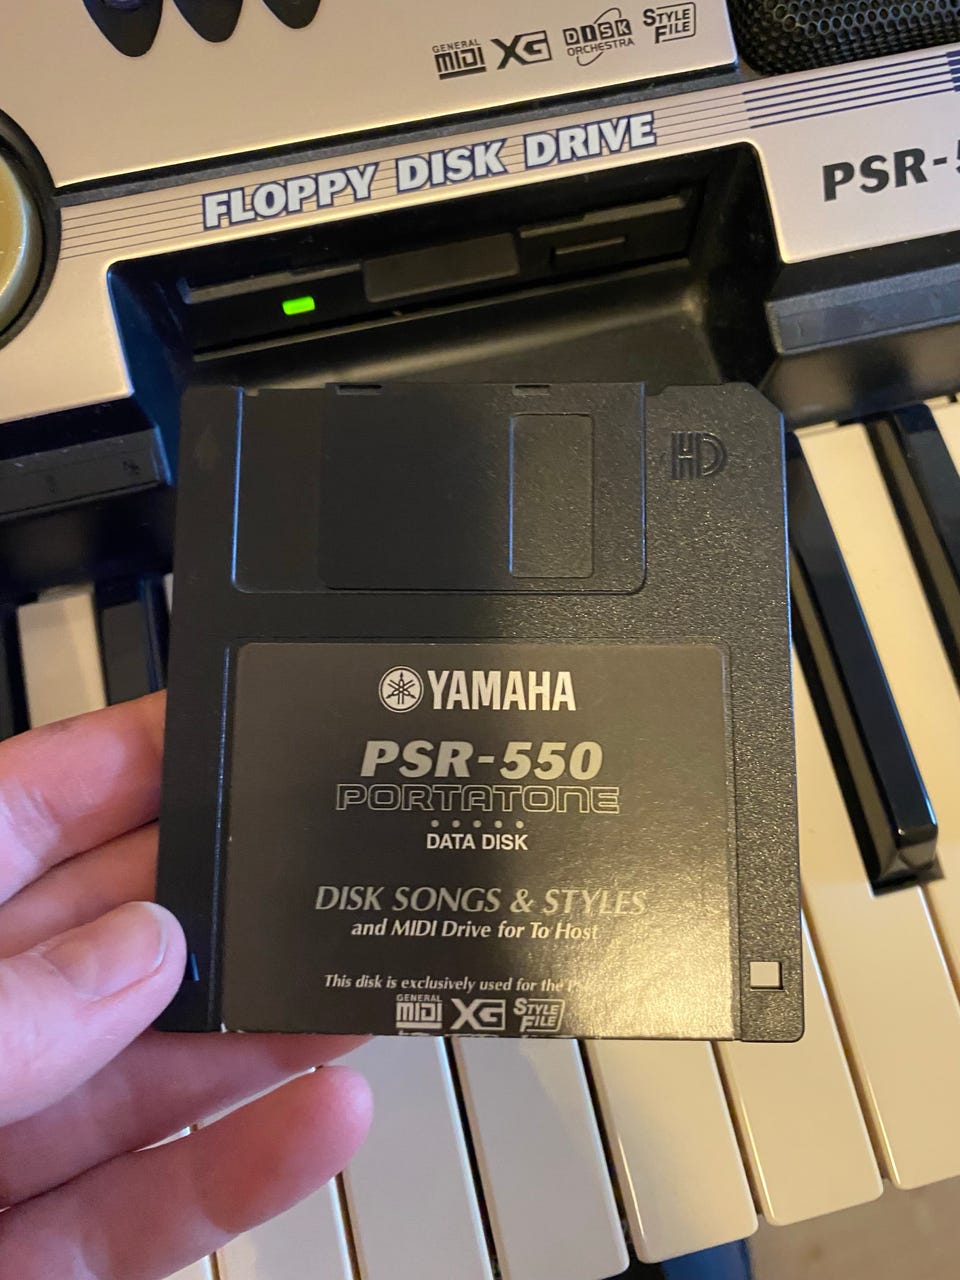 GENERAL MIDI XG DISK ORCHESTRA STYLE FILE
FLOPPY DISK DRIVE
PSR-5
HD
YAMAHA
PSR-550
PORTATONE
DATA DISK
DISK SONGS & STYLES
and MIDI Drive for To Host
This disk is exclusively used for the
GENERAL MIDI XG STYLE FILE